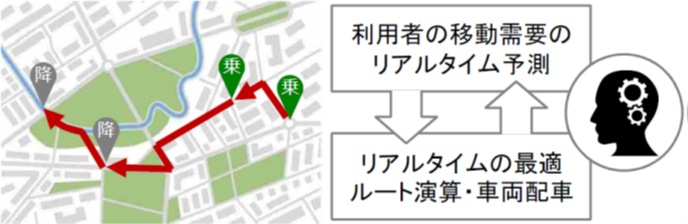 降
降
乗
乗
利用者の移動需要の
リアルタイム予測
リアルタイムの最適
ルート演算・車両配車